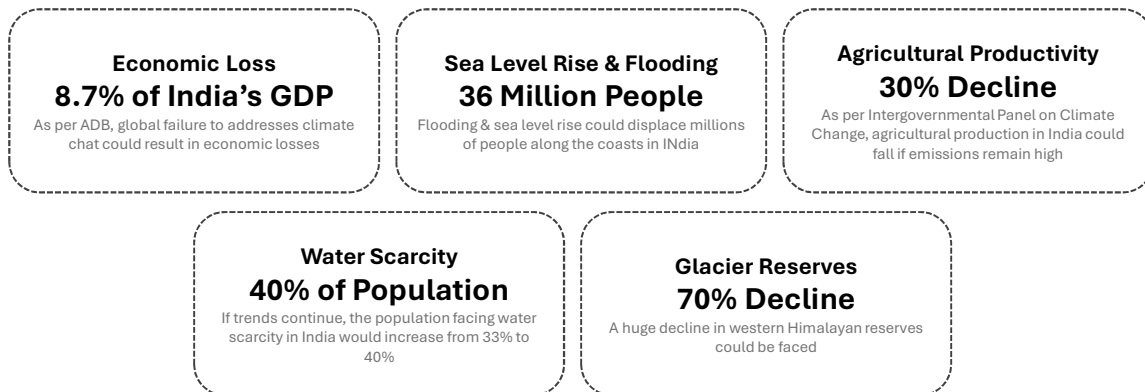 Economic Loss
8.7% of India's GDP
As per ADB, global failure to addresses climate
chat could result in economic losses
Sea Level Rise & Flooding
36 Million People
Flooding & sea level rise could displace millions
of people along the coasts in INdia
Agricultural Productivity
30% Decline
As per Intergovernmental Panel on Climate
Change, agricultural production in India could
fall if emissions remain high
Water Scarcity
40% of Population
If trends continue, the population facing water
scarcity in India would increase from 33% to
40%
Glacier Reserves
70% Decline
A huge decline in western Himalayan reserves
could be faced